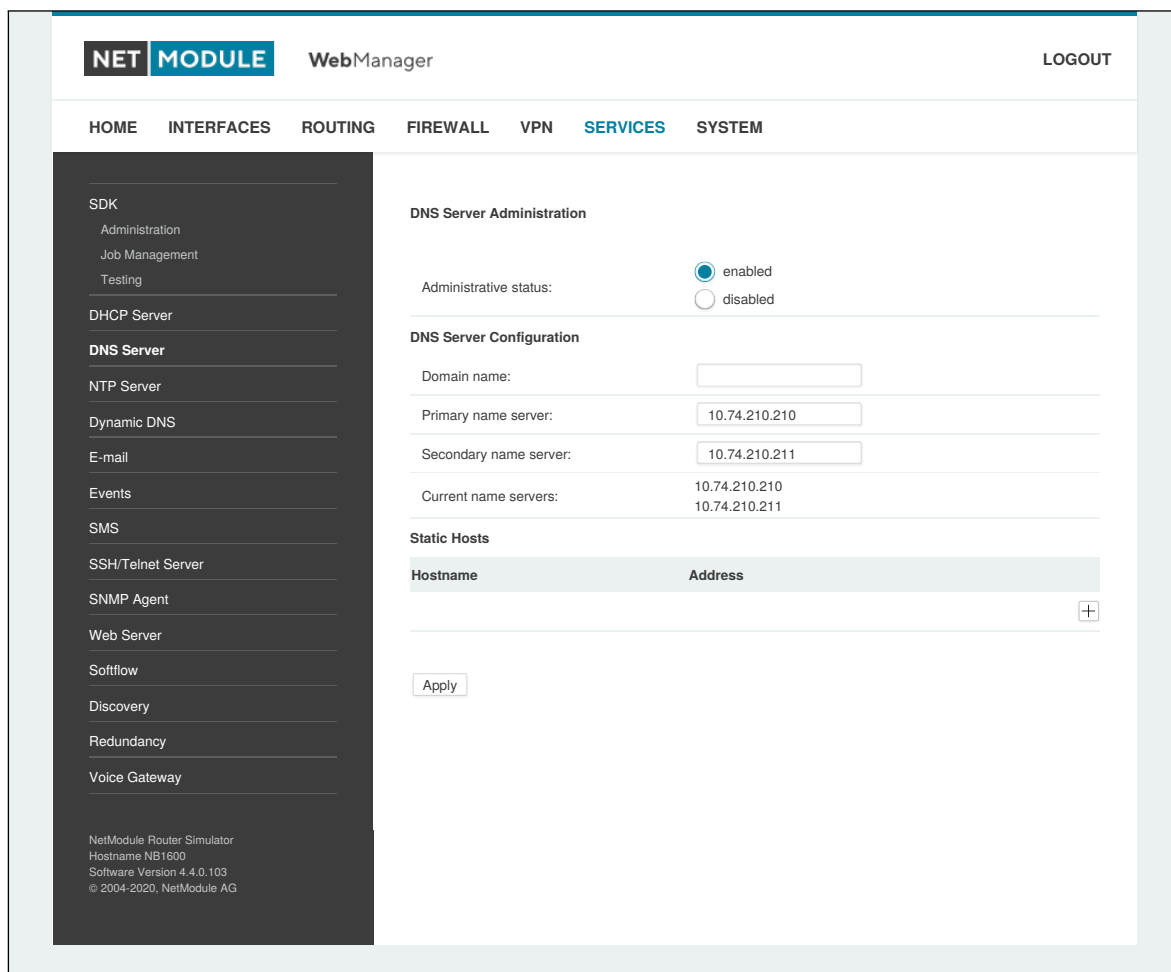 NET MODULE WebManager LOGOUT
HOME INTERFACES ROUTING FIREWALL VPN SERVICES SYSTEM
SDK
Administration
Job Management
Testing
DHCP Server
DNS Server
NTP Server
Dynamic DNS
E-mail
Events
SMS
SSH/Telnet Server
SNMP Agent
Web Server
Softflow
Discovery
Redundancy
Voice Gateway
NetModule Router Simulator
Hostname NB1600
Software Version 4.4.0.103
© 2004-2020, NetModule AG
DNS Server Administration
Administrative status:
enabled
disabled
DNS Server Configuration
Domain name:
Primary name server: 10.74.210.210
Secondary name server: 10.74.210.211
Current name servers:
10.74.210.210
10.74.210.211
Static Hosts
Hostname Address
Apply